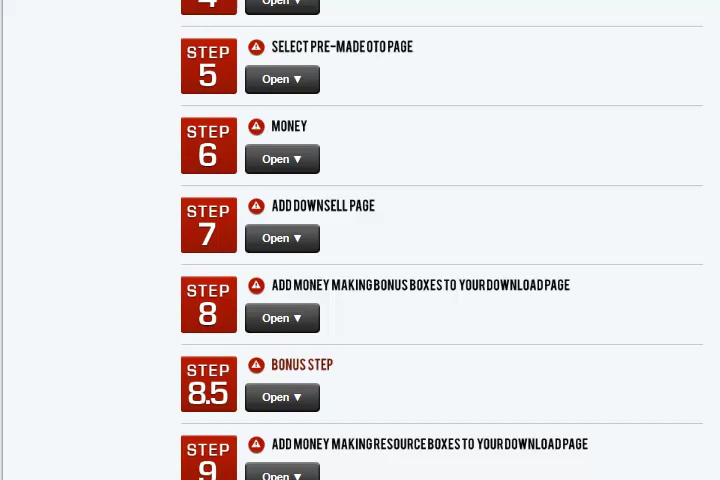 4
Open ▼
STEP
5
SELECT PRE-MADE OTO PAGE
Open ▼
STEP
6
MONEY
Open ▼
STEP
7
ADD DOWNSELL PAGE
Open ▼
STEP
8
ADD MONEY MAKING BONUS BOXES TO YOUR DOWNLOAD PAGE
Open ▼
STEP
8.5
BONUS STEP
Open ▼
STEP
9
ADD MONEY MAKING RESOURCE BOXES TO YOUR DOWNLOAD PAGE
Open ▼